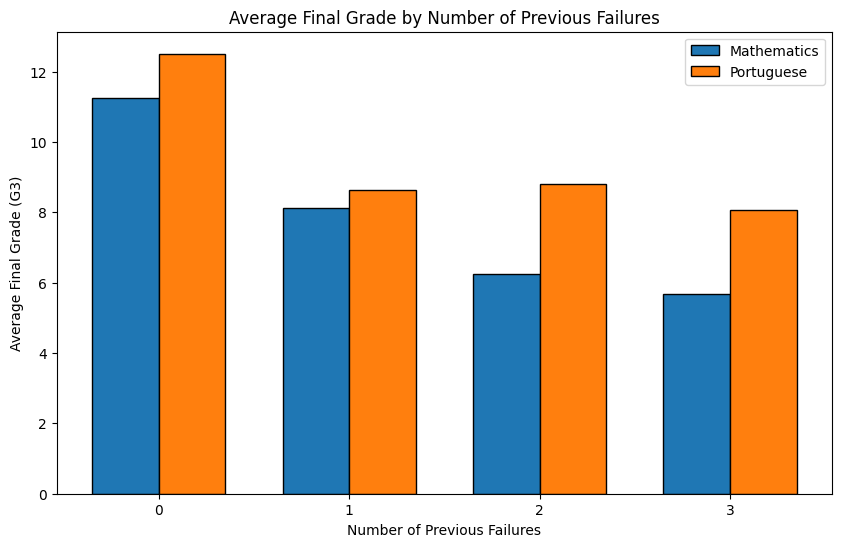 Average Final Grade by Number of Previous Failures
Mathematics
Portuguese
Average Final Grade (G3)
12
10
8
6
4
2
0
0 1 2 3
Number of Previous Failures